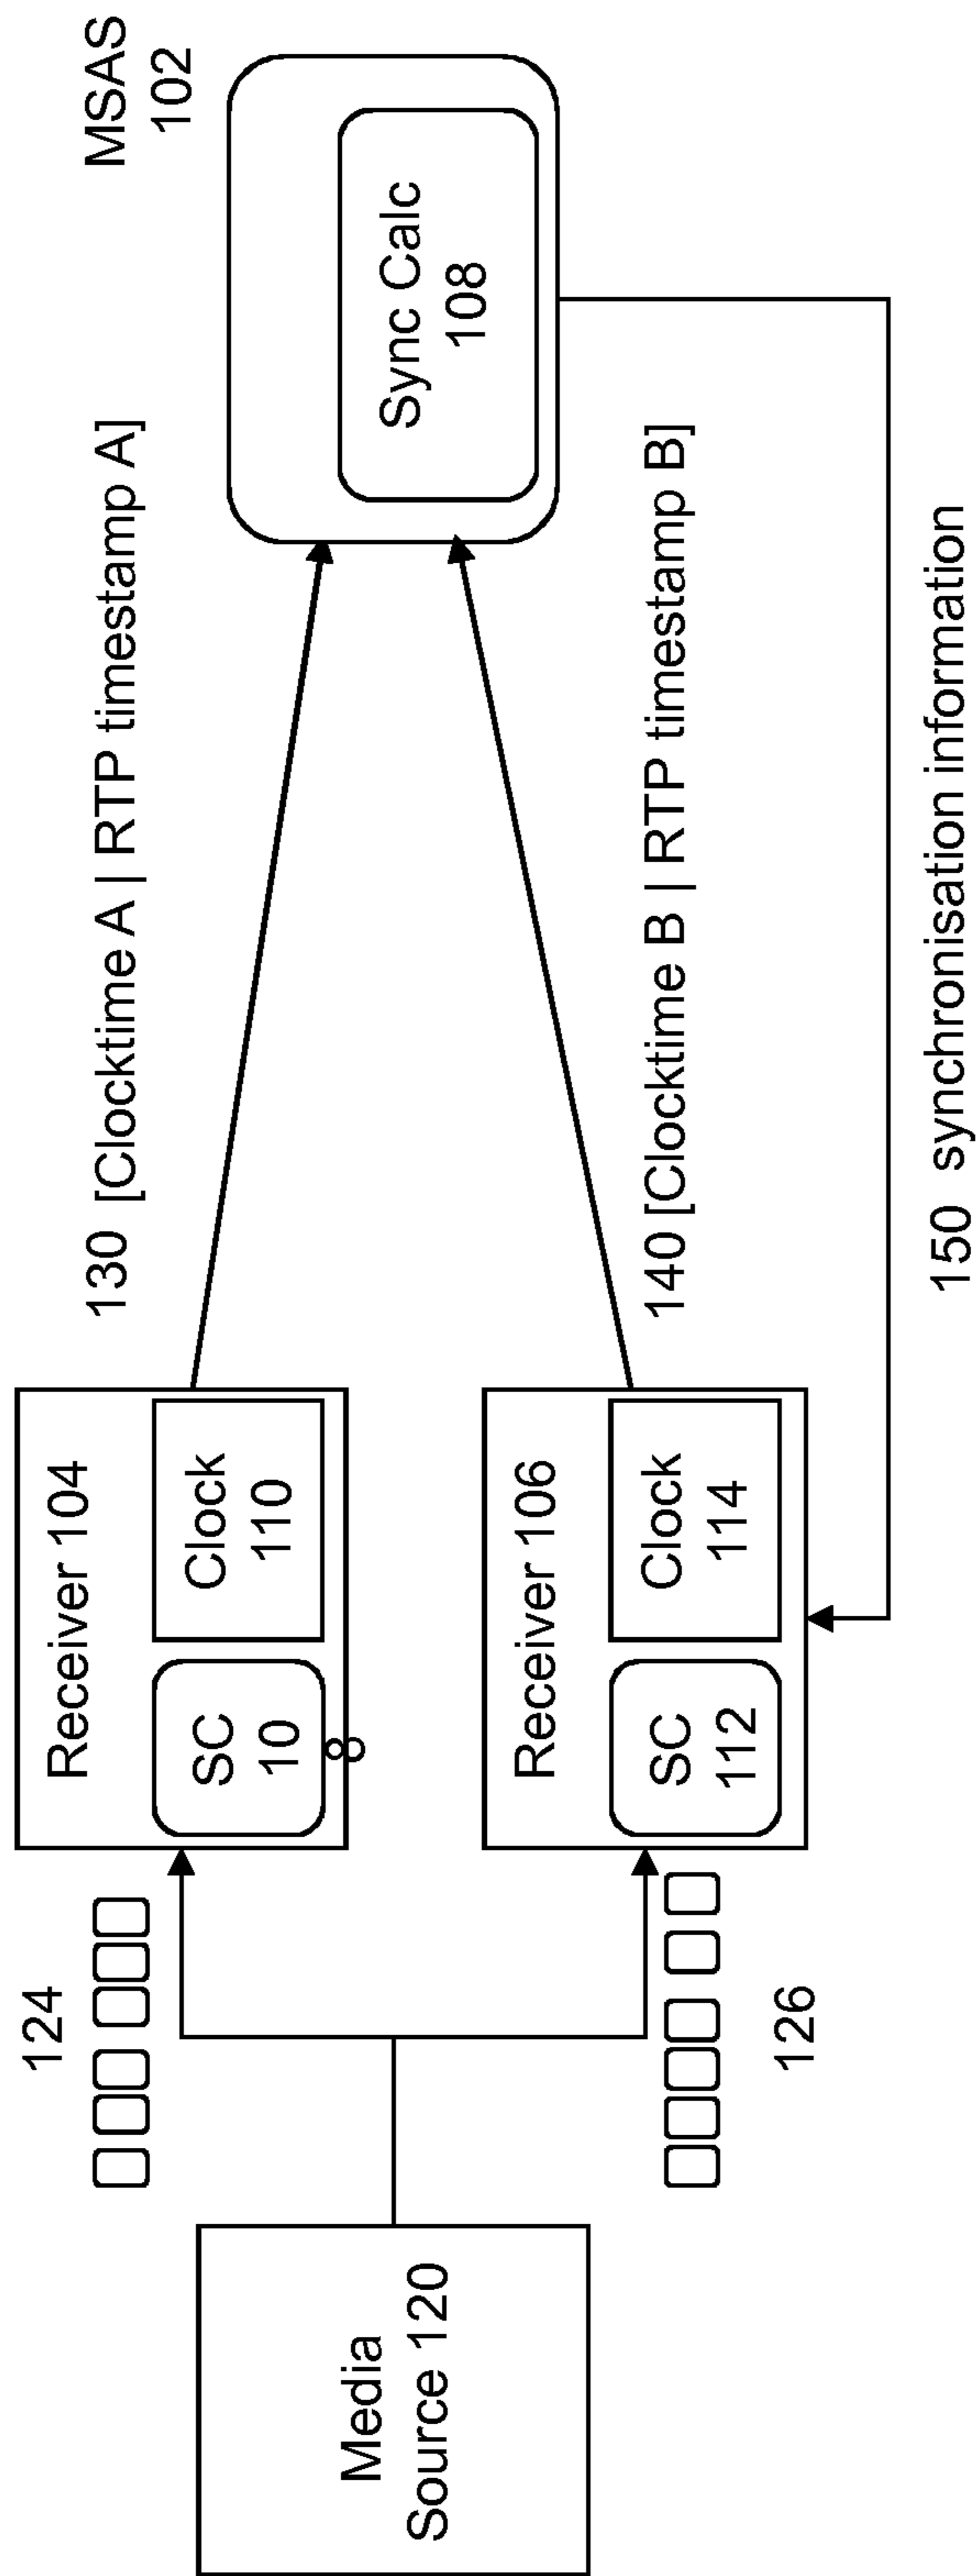 Media
Source 120
124
126
Receiver 104
SC
10
Clock
110
Receiver 106
SC
112
Clock
114
130 [Clocktime A | RTP timestamp A]
140 [Clocktime B | RTP timestamp B]
150 synchronisation information
MSAS
102
Sync Calc
108